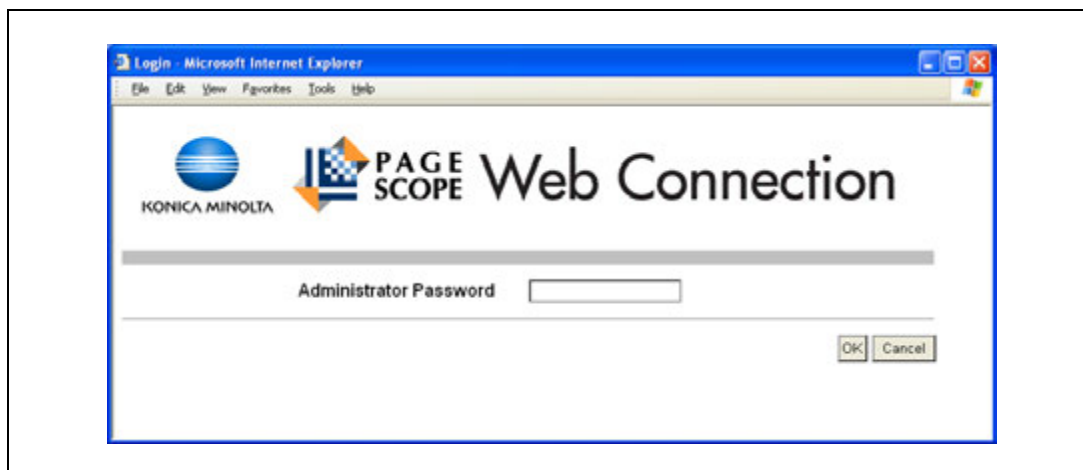 Login - Microsoft Internet Explorer
File Edit View Favorites Tools Help
KONICA MINOLTA
PAGE SCOPE Web Connection
Administrator Password
OK Cancel